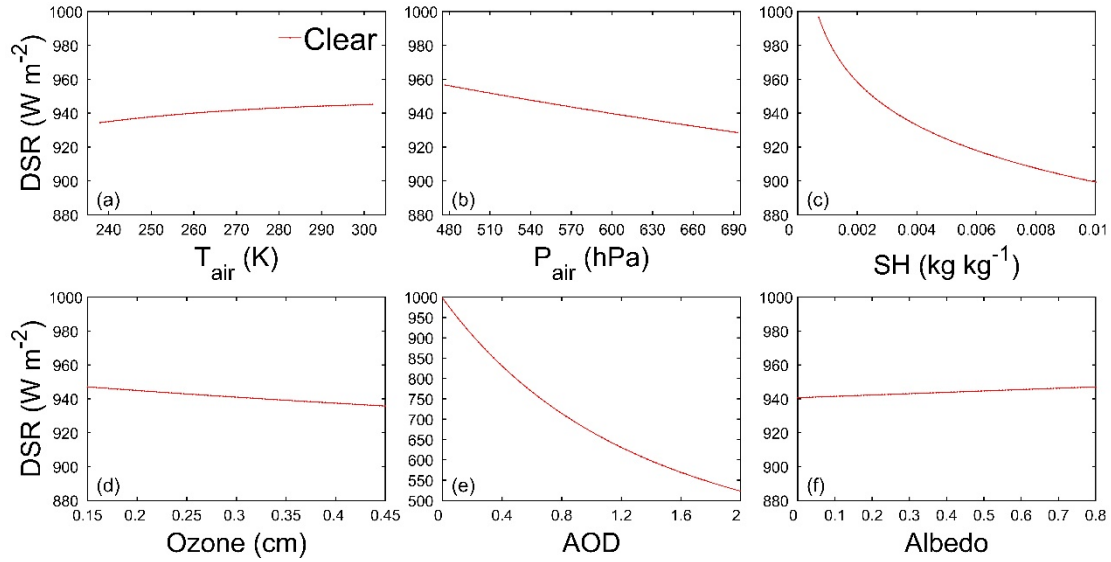 1000
980
960
940
920
900
880
DSR (W m⁻²)
Clear
(a)
240 250 260 270 280 290 300
T_air (K)
1000
980
960
940
920
900
880
(b)
480 510 540 570 600 630 660 690
P_air (hPa)
1000
980
960
940
920
900
880
(c)
0 0.002 0.004 0.006 0.008 0.01
SH (kg kg⁻¹)
1000
980
960
940
920
900
880
DSR (W m⁻²)
(d)
0.15 0.2 0.25 0.3 0.35 0.4 0.45
Ozone (cm)
1000
950
900
850
800
750
700
650
600
550
500
(e)
0 0.4 0.8 1.2 1.6 2
AOD
1000
980
960
940
920
900
880
(f)
0 0.1 0.2 0.3 0.4 0.5 0.6 0.7 0.8
Albedo